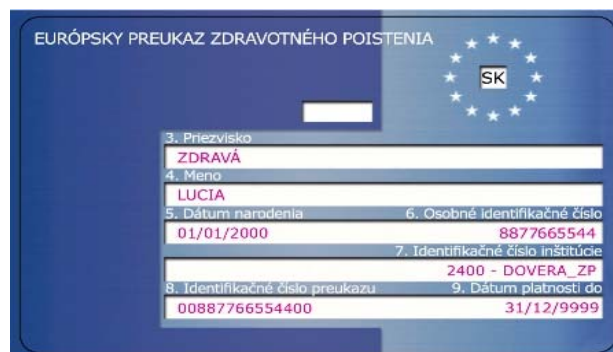 EURÓPSKY PREUKAZ ZDRAVOTNÉHO POISTENIA
SK
3. Priezvisko
ZDRAVÁ
4. Meno
LUCIA
5. Dátum narodenia 6. Osobné identifikačné číslo
01/01/2000 8877665544
7. Identifikačné číslo inštitúcie
2400 - DOVERA_ZP
8. Identifikačné číslo preukazu 9. Dátum platnosti do
00887766554400 31/12/9999